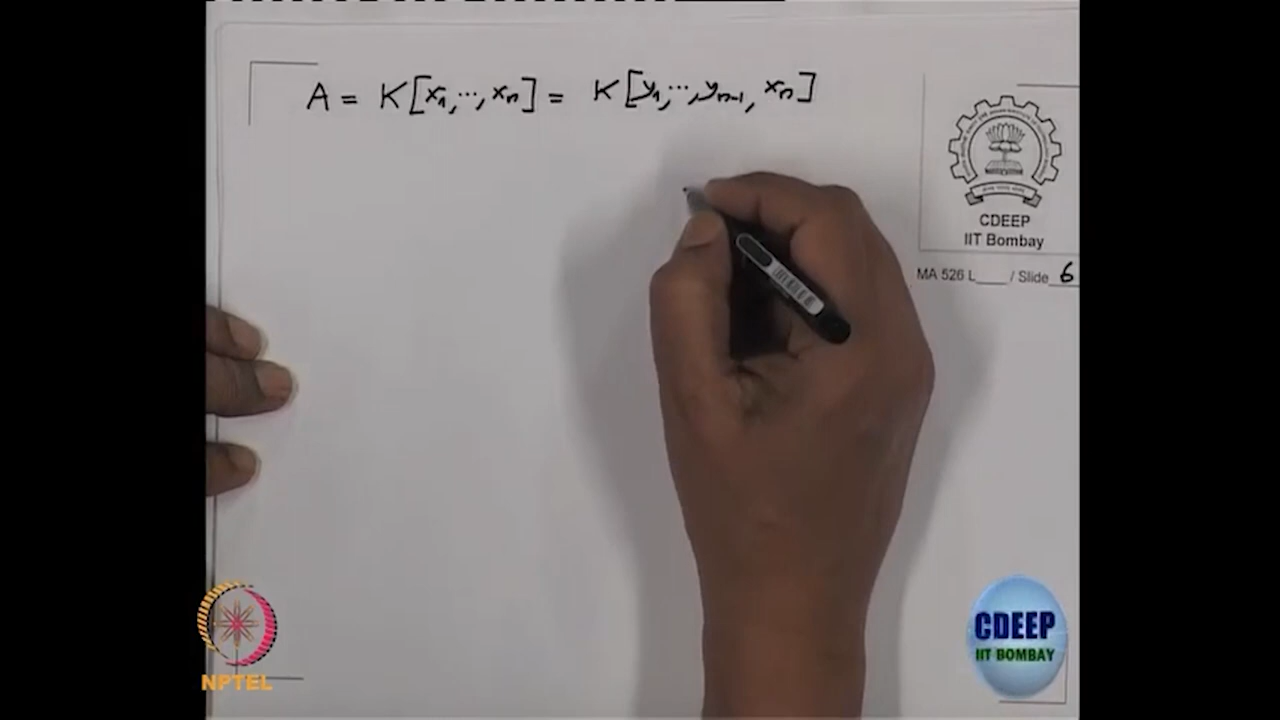 A = K[x₁,⋯,xₙ] = K[y₁,⋯,yₙ₋₁, xₙ]
CDEEP
IIT Bombay
MA 526 L____ / Slide 6
NPTEL
CDEEP
IIT BOMBAY